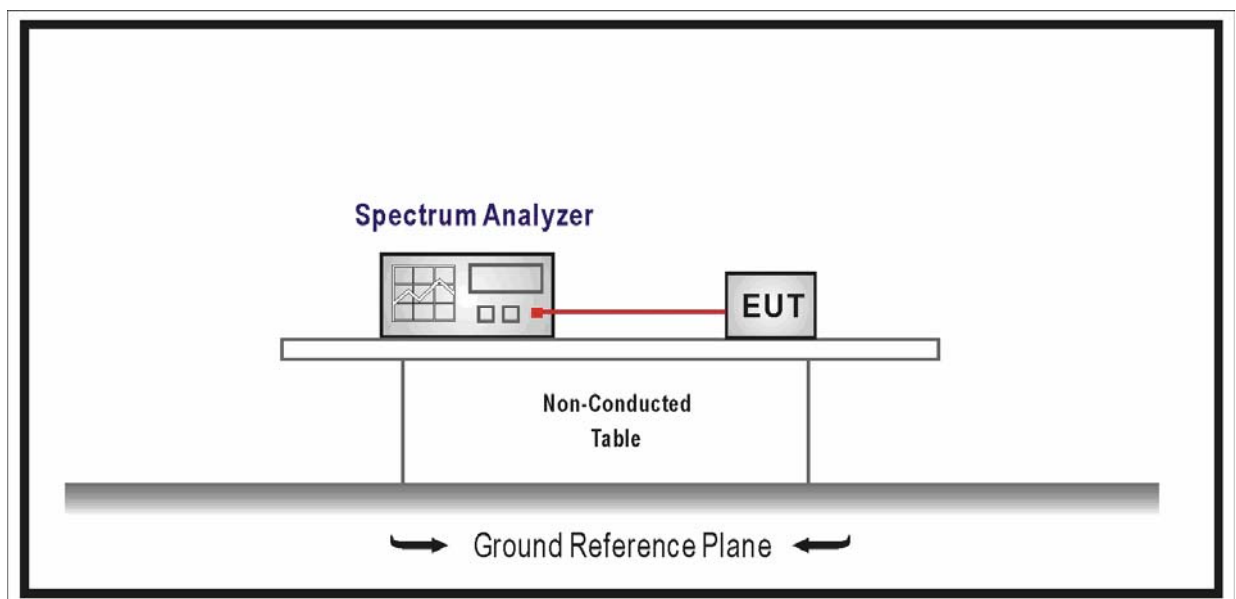 Spectrum Analyzer
EUT
Non-Conducted
Table
Ground Reference Plane